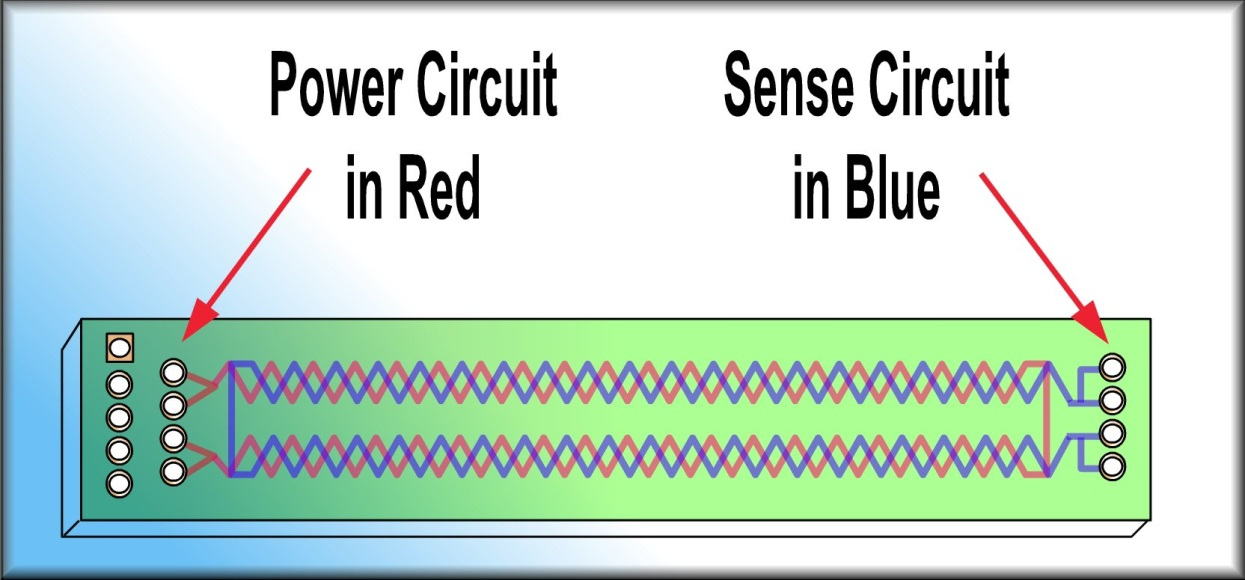 Power Circuit
in Red
Sense Circuit
in Blue